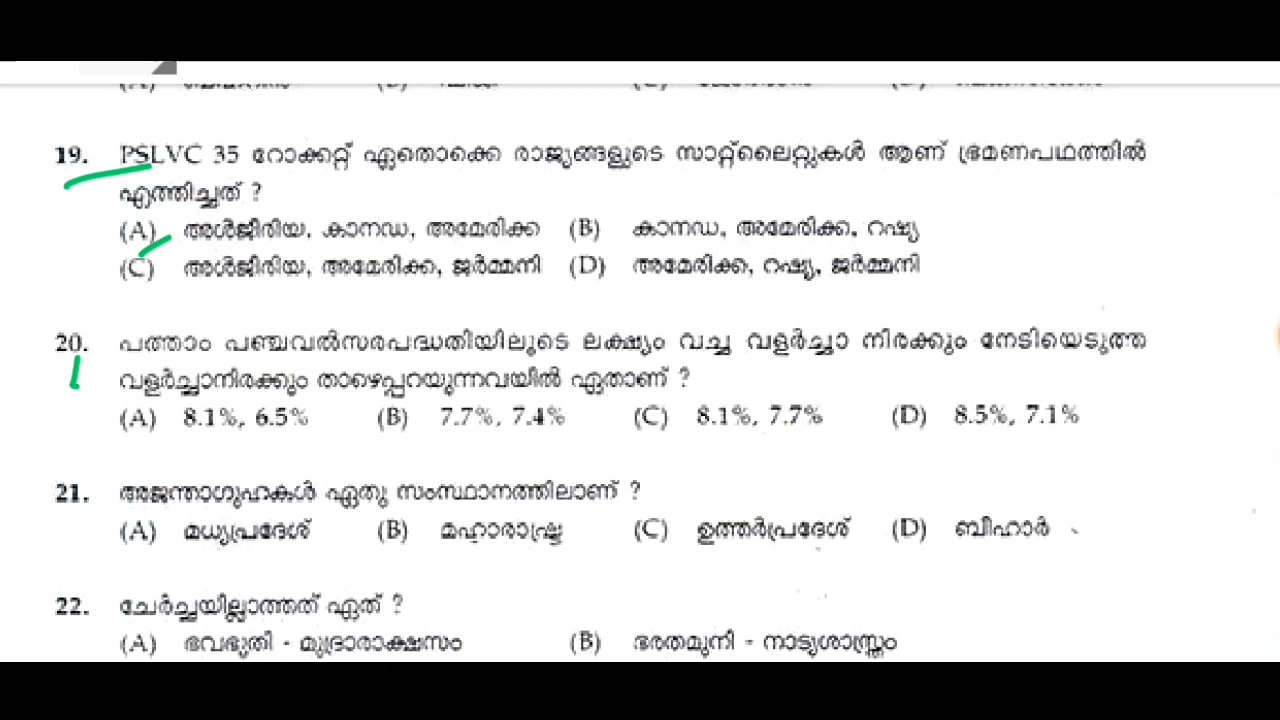 19. PSLVC 35 റോക്കറ്റ് ഏതൊക്കെ രാജ്യങ്ങളുടെ സാറ്റ്‌ലൈറ്റുകൾ ആണ് ഭ്രമണപഥത്തിൽ
എത്തിച്ചത് ?
(A) അൾജീരിയ, കാനഡ, അമേരിക്ക (B) കാനഡ, അമേരിക്ക, റഷ്യ
(C) അൾജീരിയ, അമേരിക്ക, ജർമ്മനി (D) അമേരിക്ക, റഷ്യ, ജർമ്മനി
20. പത്താം പഞ്ചവൽസരപദ്ധതിയിലൂടെ ലക്ഷ്യം വച്ച വളർച്ചാ നിരക്കും നേടിയെടുത്ത
വളർച്ചാനിരക്കും താഴെപ്പറയുന്നവയിൽ ഏതാണ് ?
(A) 8.1%, 6.5% (B) 7.7%, 7.4% (C) 8.1%, 7.7% (D) 8.5%, 7.1%
21. അജന്താഗുഹകൾ ഏതു സംസ്ഥാനത്തിലാണ് ?
(A) മധ്യപ്രദേശ് (B) മഹാരാഷ്ട്ര (C) ഉത്തർപ്രദേശ് (D) ബീഹാർ
22. ചേർച്ചയില്ലാത്തത് ഏത് ?
(A) ഭവഭൂതി - മുദ്രാരാക്ഷസം (B) ഭരതമുനി - നാട്യശാസ്ത്രം